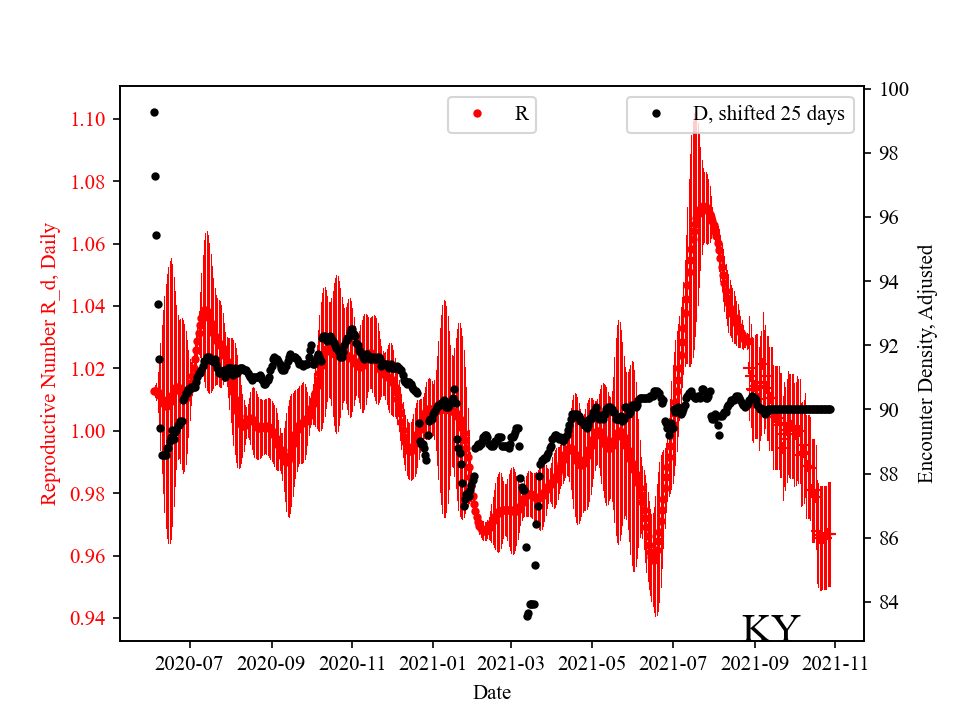 R
D, shifted 25 days
Reproductive Number R_d, Daily
1.10
1.08
1.06
1.04
1.02
1.00
0.98
0.96
0.94
100
98
96
94
92
90
88
86
84
Encounter Density, Adjusted
KY
2020-07 2020-09 2020-11 2021-01 2021-03 2021-05 2021-07 2021-09 2021-11
Date